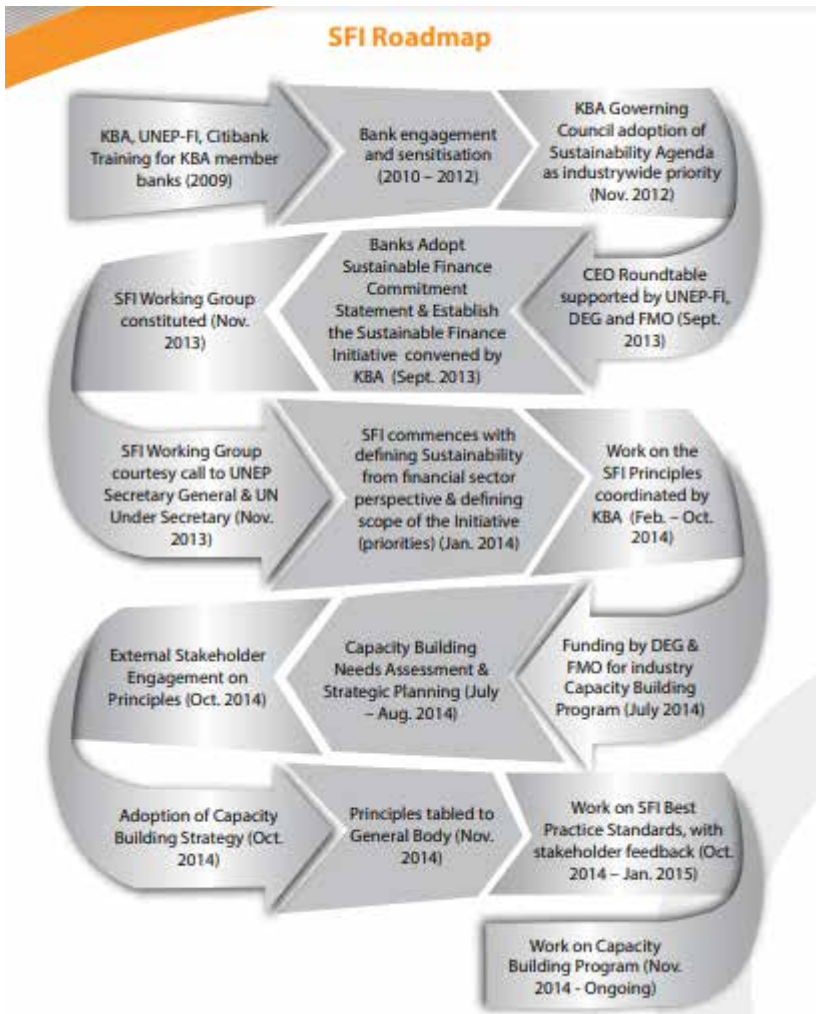 SFI Roadmap
KBA, UNEP-FI, Citibank
Training for KBA member
banks (2009)
Bank engagement
and sensitisation
(2010 – 2012)
KBA Governing
Council adoption of
Sustainability Agenda
as industrywide priority
(Nov. 2012)
CEO Roundtable
supported by UNEP-FI,
DEG and FMO (Sept.
2013)
Banks Adopt
Sustainable Finance
Commitment
Statement & Establish
the Sustainable Finance
Initiative convened by
KBA (Sept. 2013)
SFI Working Group
constituted (Nov.
2013)
SFI Working Group
courtesy call to UNEP
Secretary General & UN
Under Secretary (Nov.
2013)
SFI commences with
defining Sustainability
from financial sector
perspective & defining
scope of the Initiative
(priorities) (Jan. 2014)
Work on the
SFI Principles
coordinated by
KBA (Feb. – Oct.
2014)
Funding by DEG &
FMO for industry
Capacity Building
Program (July 2014)
Capacity Building
Needs Assessment &
Strategic Planning (July
– Aug. 2014)
External Stakeholder
Engagement on
Principles (Oct. 2014)
Adoption of Capacity
Building Strategy (Oct.
2014)
Principles tabled to
General Body (Nov.
2014)
Work on SFI Best
Practice Standards, with
stakeholder feedback (Oct.
2014 – Jan. 2015)
Work on Capacity
Building Program (Nov.
2014 - Ongoing)